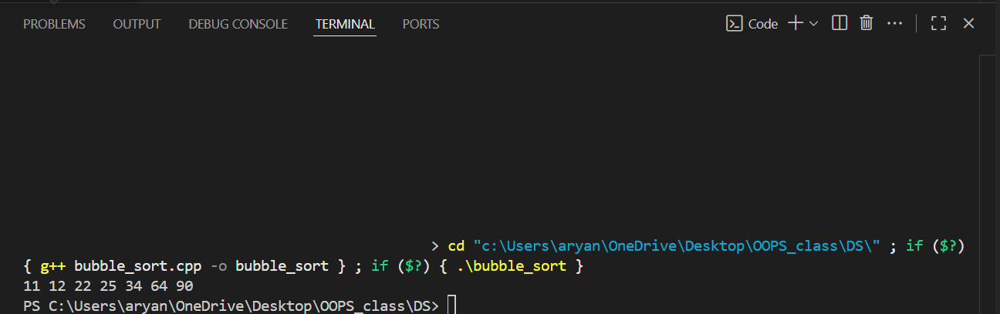 PROBLEMS OUTPUT DEBUG CONSOLE TERMINAL PORTS Code
> cd "c:\Users\aryan\OneDrive\Desktop\OOPS_class\DS\" ; if ($?)
{ g++ bubble_sort.cpp -o bubble_sort } ; if ($?) { .\bubble_sort }
11 12 22 25 34 64 90
PS C:\Users\aryan\OneDrive\Desktop\OOPS_class\DS>